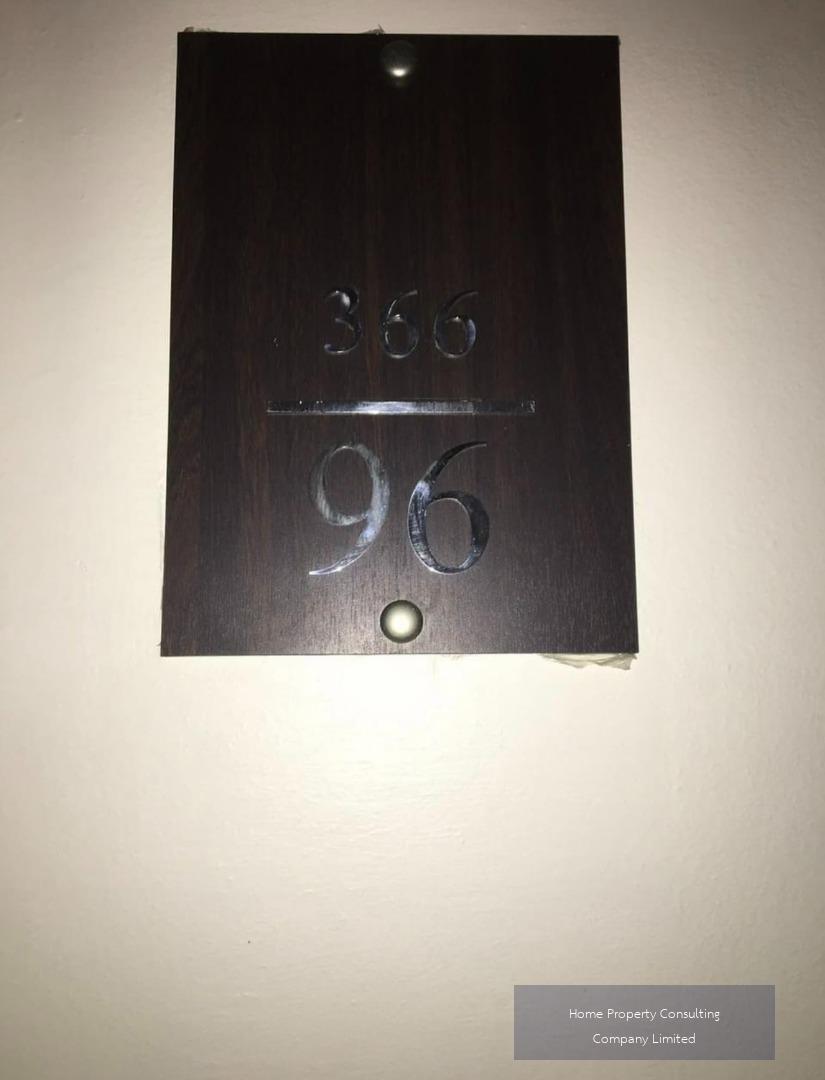 366
96
Home Property Consulting
Company Limited